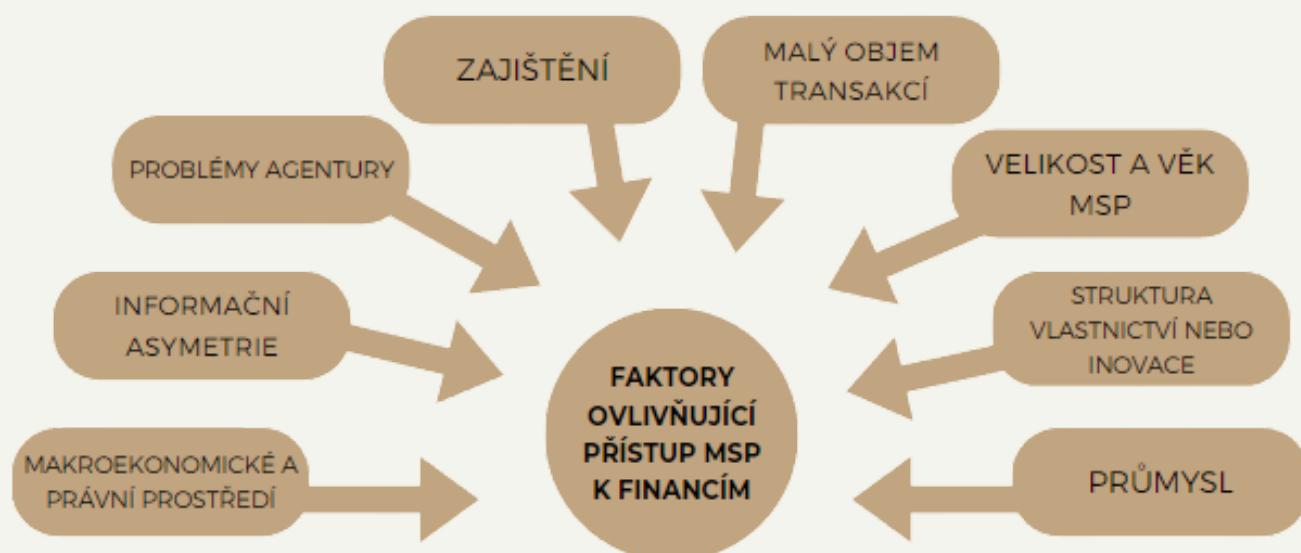 ZAJIŠTĚNÍ
MALÝ OBJEM
TRANSAKCÍ
PROBLÉMY AGENTURY
VELIKOST A VĚK
MSP
INFORMAČNÍ
ASYMETRIE
STRUKTURA
VLASTNICTVÍ NEBO
INOVACE
MAKROEKONOMICKÉ A
PRÁVNÍ PROSTŘEDÍ
PRŮMYSL
FAKTORY
OVLIVŇUJÍCÍ
PŘÍSTUP MSP
K FINANCÍM